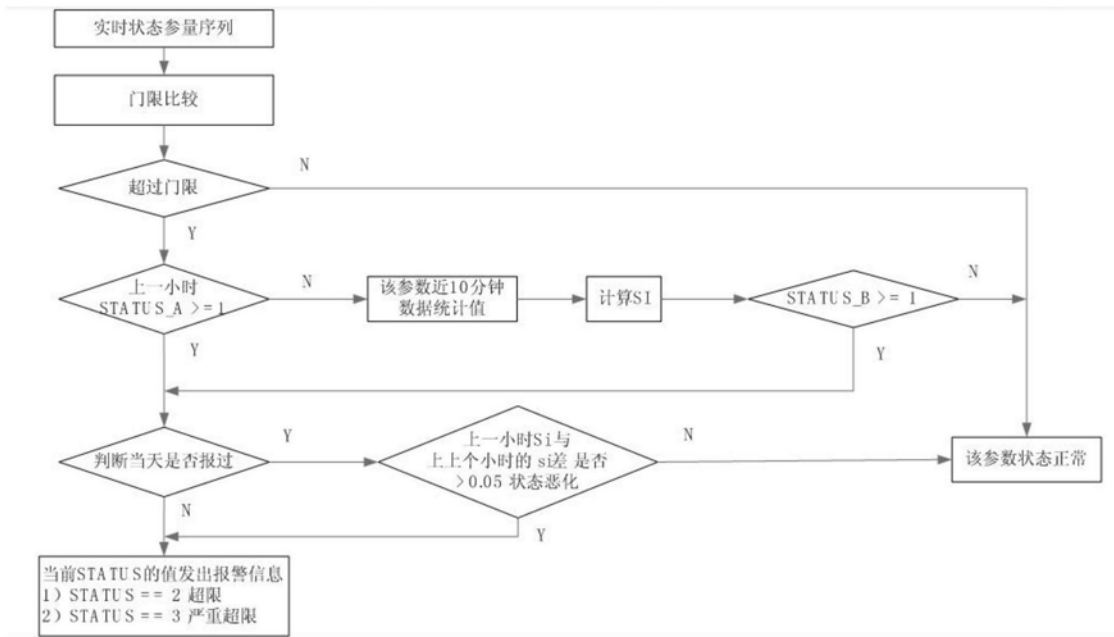 实时状态参量序列
门限比较
N
超过门限
Y
上一小时
STATUS_A >=1
N
该参数近10分钟
数据统计值
计算SI
STATUS_B >= 1
N
Y
Y
判断当天是否报过
Y
上一小时Si与
上上个小时的 si差 是否
>0.05 状态恶化
N
该参数状态正常
N
Y
当前STATUS的值发出报警信息
1) STATUS == 2 超限
2) STATUS == 3 严重超限